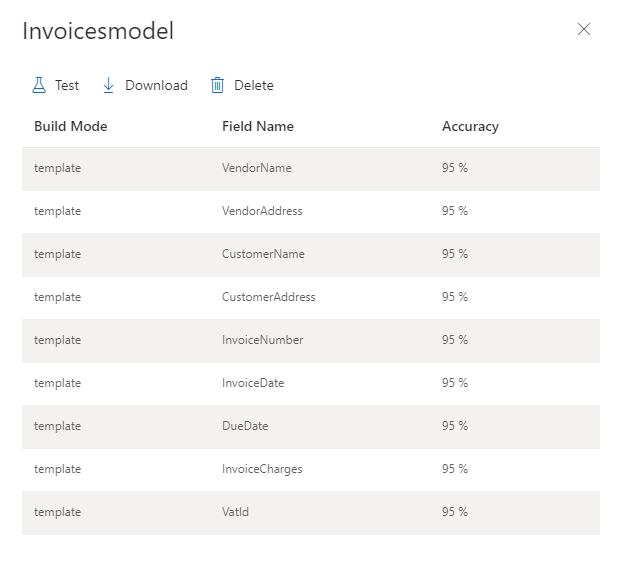 Invoicesmodel
Test Download Delete
Build Mode Field Name Accuracy
template VendorName 95 %
template VendorAddress 95 %
template CustomerName 95 %
template CustomerAddress 95 %
template InvoiceNumber 95 %
template InvoiceDate 95 %
template DueDate 95 %
template InvoiceCharges 95 %
template VatId 95 %